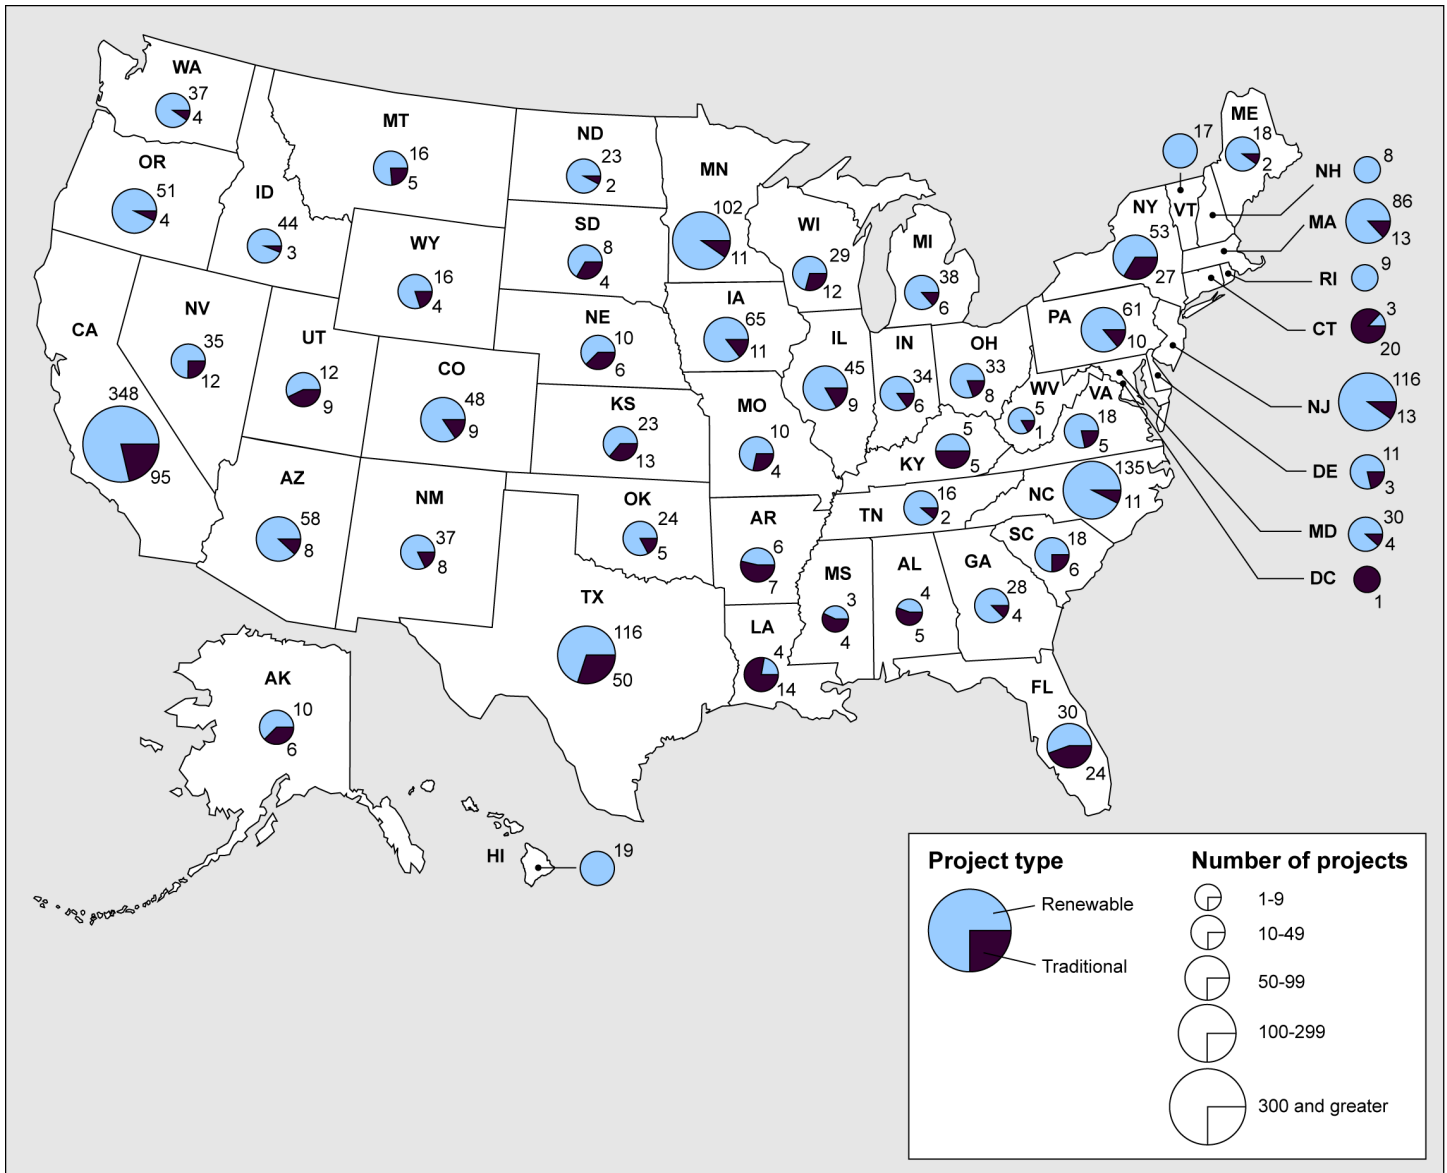 WA
37
4
OR
51
4
ID
44
3
MT
16
5
ND
23
2
SD
8
4
WY
16
4
NE
10
6
CA
348
95
NV
35
12
UT
12
9
CO
48
9
KS
23
13
AZ
58
8
NM
37
8
OK
24
5
TX
116
50
MN
102
11
WI
29
12
MI
38
6
IA
65
11
IL
45
9
IN
34
6
OH
33
8
MO
10
4
KY
5
5
WV
5
1
VA
18
5
AR
6
7
TN
16
2
NC
135
11
SC
18
6
MS
3
4
AL
4
5
GA
28
4
LA
4
14
FL
30
24
PA
61
10
NY
53
27
VT
17
ME
18
2
NH
8
MA
86
13
RI
9
CT
3
20
NJ
116
13
DE
11
3
MD
30
4
DC
1
AK
10
6
HI
19
Project type
Renewable
Traditional
Number of projects
1-9
10-49
50-99
100-299
300 and greater